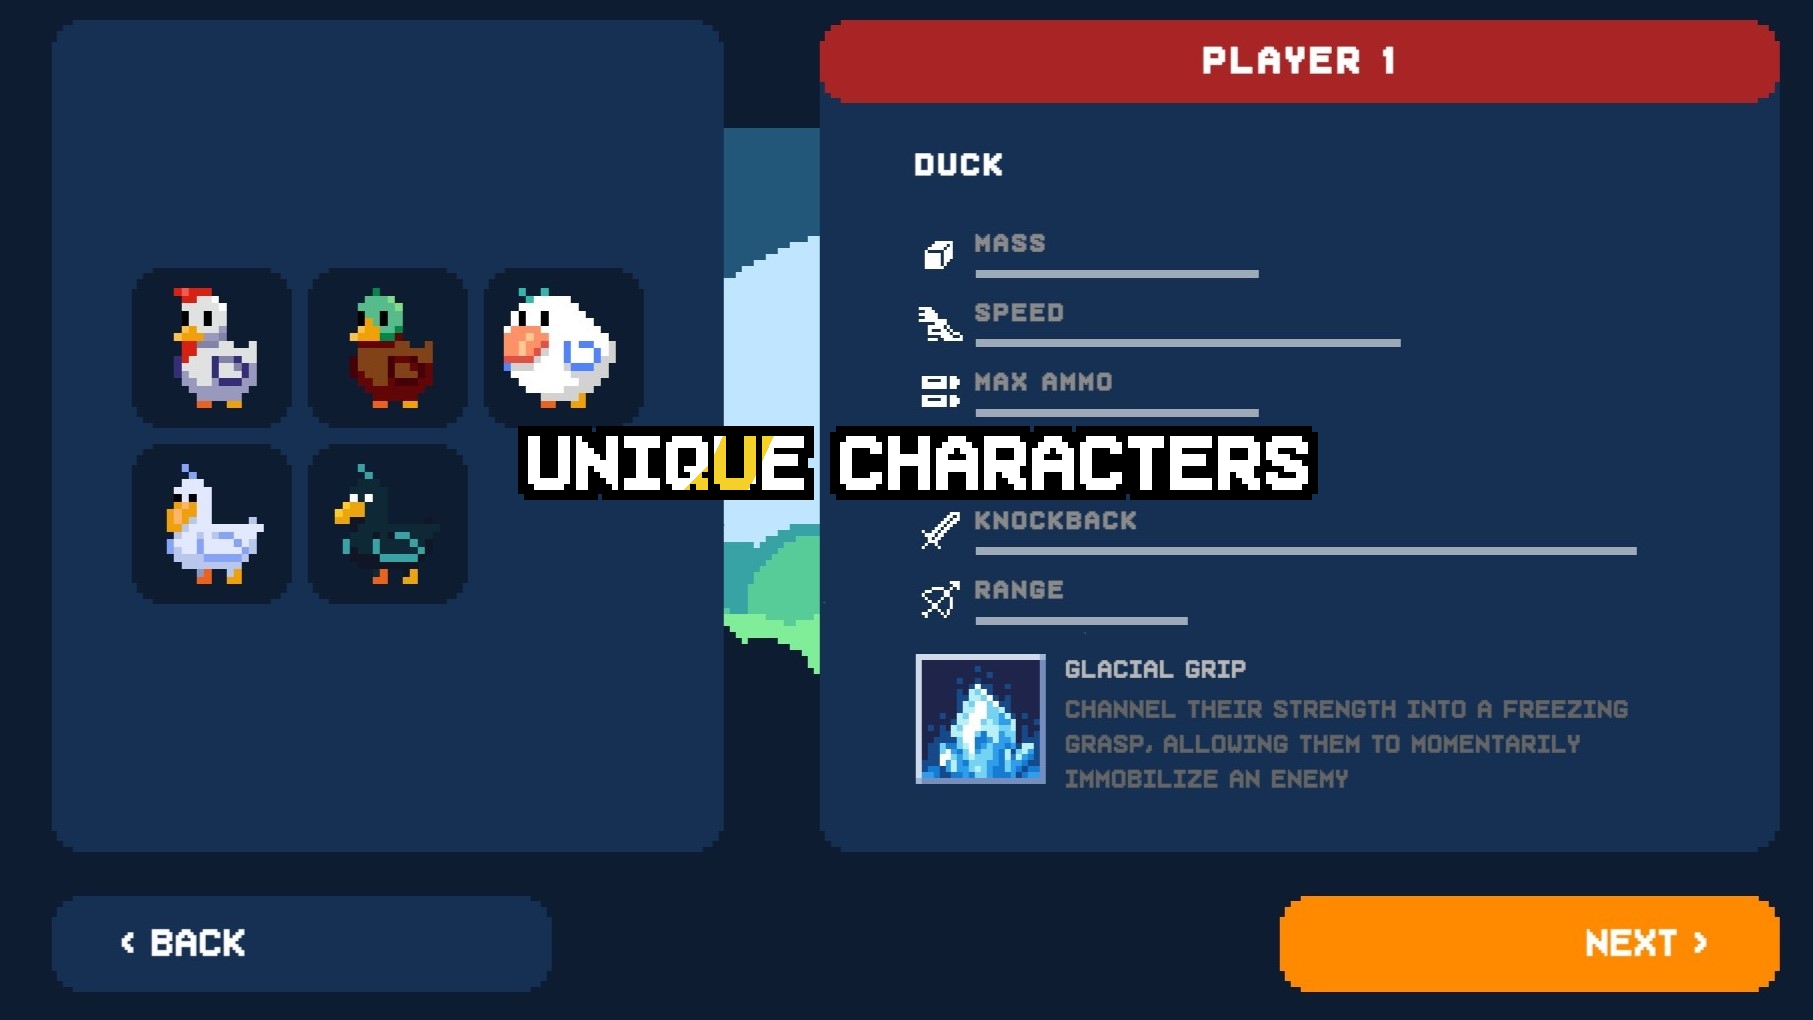 PLAYER 1
DUCK
MASS
SPEED
MAX AMMO
UNIQUE CHARACTERS
KNOCKBACK
RANGE
GLACIAL GRIP
CHANNEL THEIR STRENGTH INTO A FREEZING
GRASP, ALLOWING THEM TO MOMENTARILY
IMMOBILIZE AN ENEMY
< BACK
NEXT >